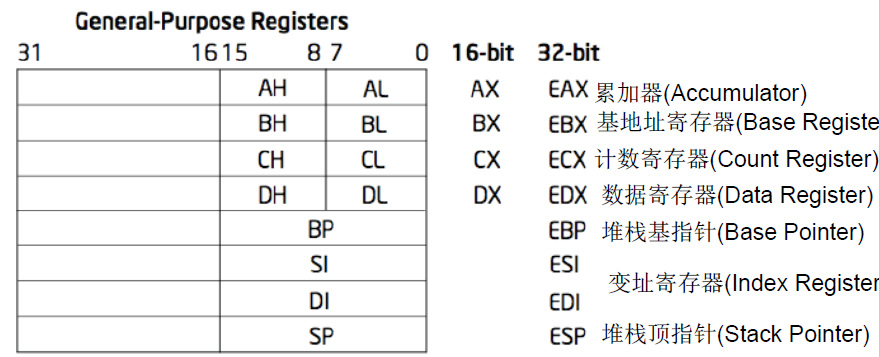 General-Purpose Registers
31 16 15 8 7 0 16-bit 32-bit
AH AL AX EAX 累加器(Accumulator)
BH BL BX EBX 基地址寄存器(Base Registe
CH CL CX ECX 计数寄存器(Count Register)
DH DL DX EDX 数据寄存器(Data Register)
BP EBP 堆栈基指针(Base Pointer)
SI ESI
变址寄存器(Index Register
DI EDI
SP ESP 堆栈顶指针(Stack Pointer)